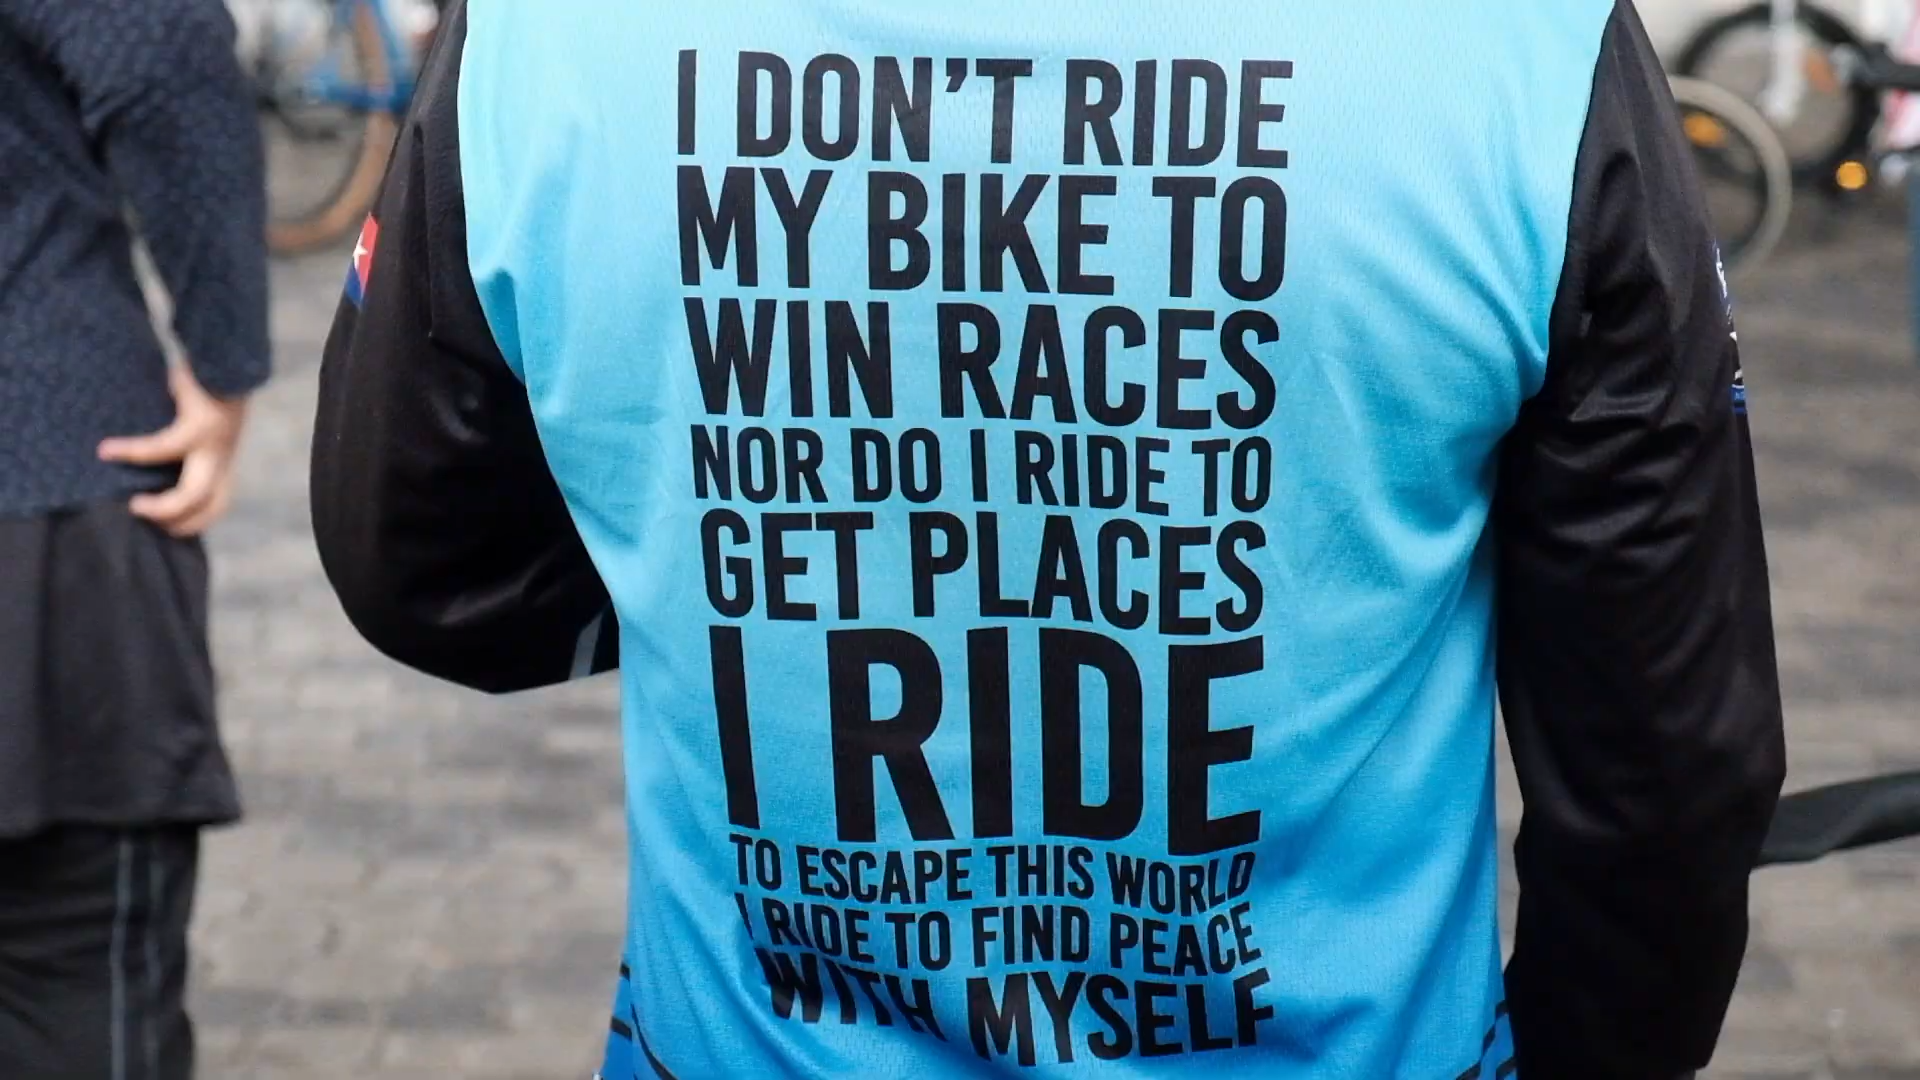 I DON'T RIDE
MY BIKE TO
WIN RACES
NOR DO I RIDE TO
GET PLACES
I RIDE
TO ESCAPE THIS WORLD
I RIDE TO FIND PEACE
WITH MYSELF